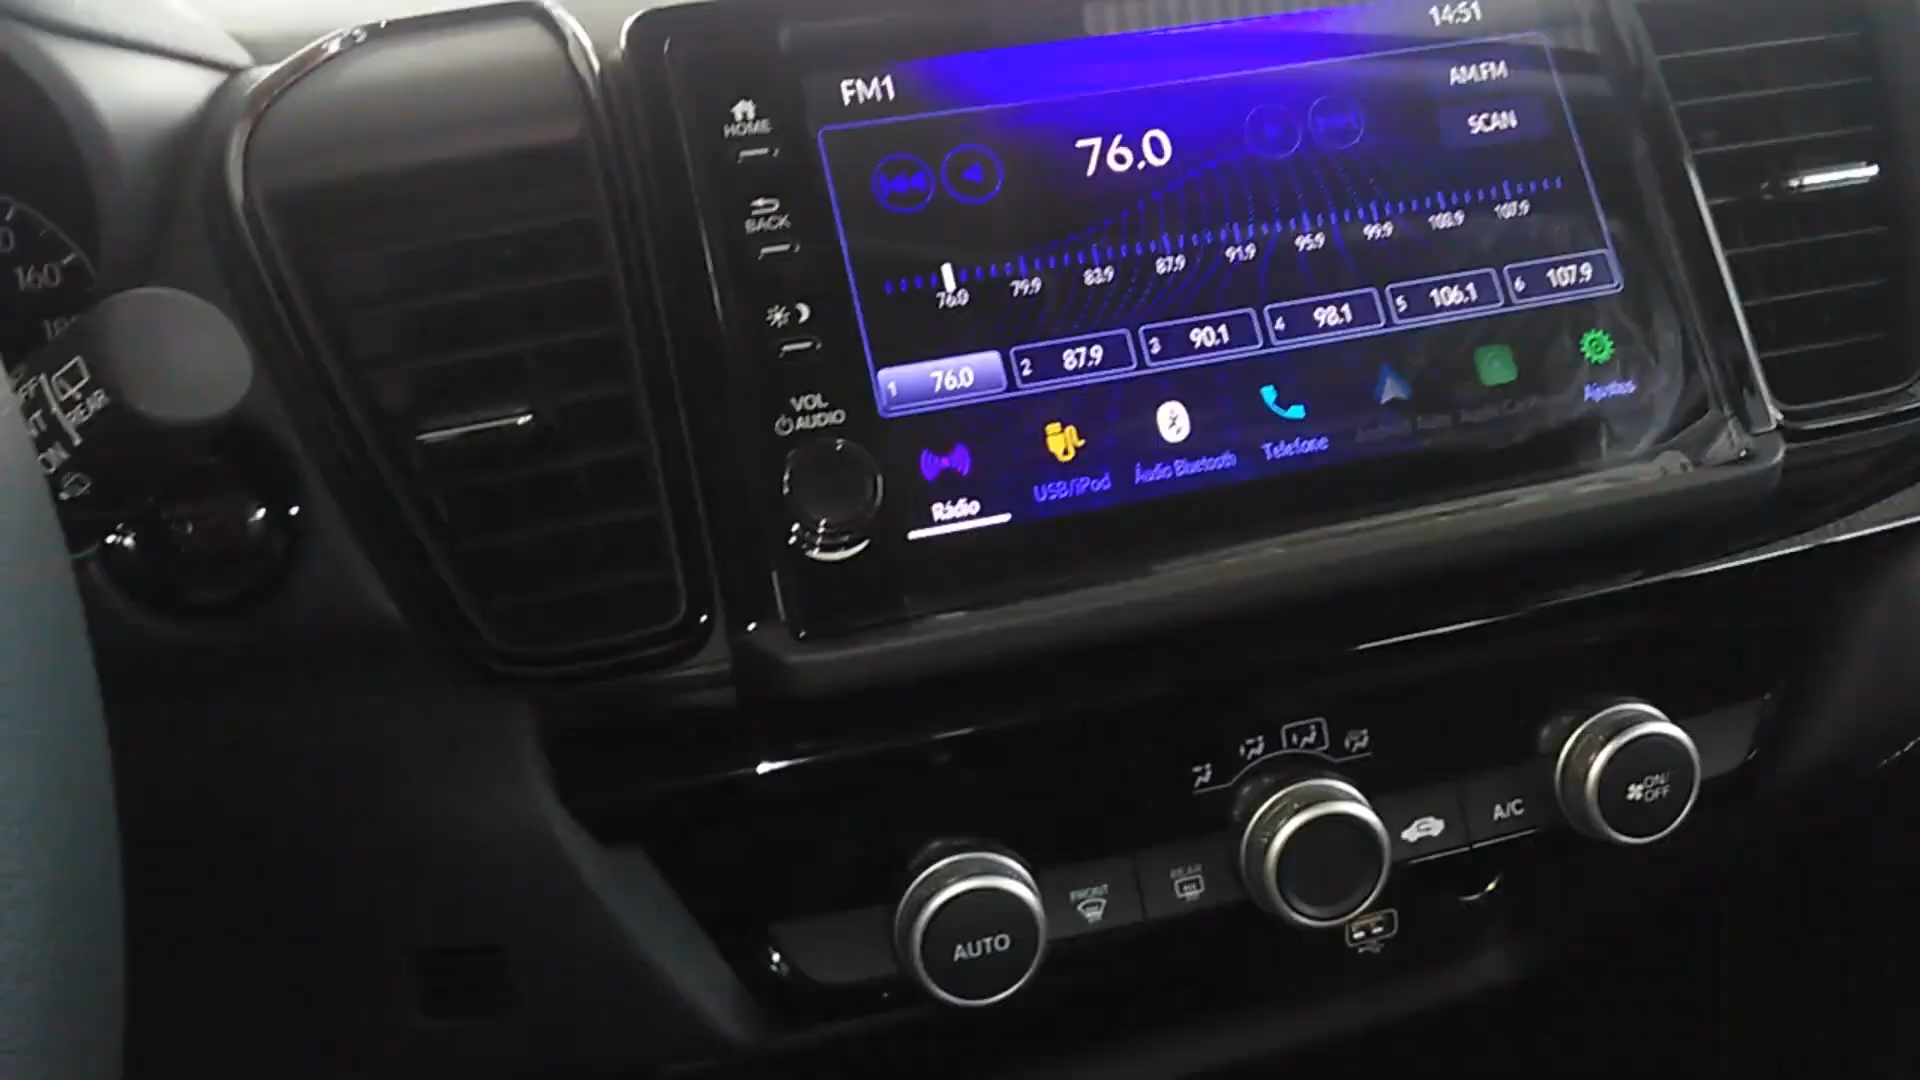 14:51
FM1
AM/FM
76.0
SCAN
HOME
BACK
76.0 79.9 83.9 87.9 91.9 95.9 99.9 103.9 107.9
1 76.0
2 87.9
3 90.1
4 98.1
5 106.1
6 107.9
VOL
AUDIO
Rádio
USB/iPod
Áudio Bluetooth
Telefone
Ajustes
160
REAR
ON
AUTO
FRONT
REAR
A/C
ON/
OFF